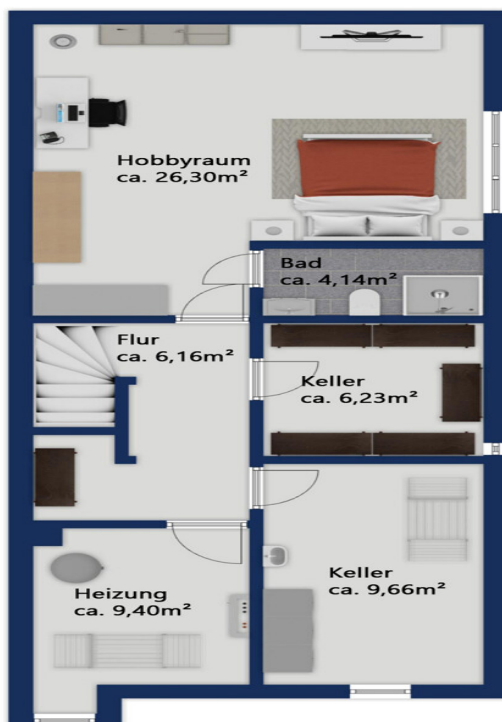 Hobbyraum
ca. 26,30m²
Bad
ca. 4,14m²
Flur
ca. 6,16m²
Keller
ca. 6,23m²
Keller
ca. 9,66m²
Heizung
ca. 9,40m²